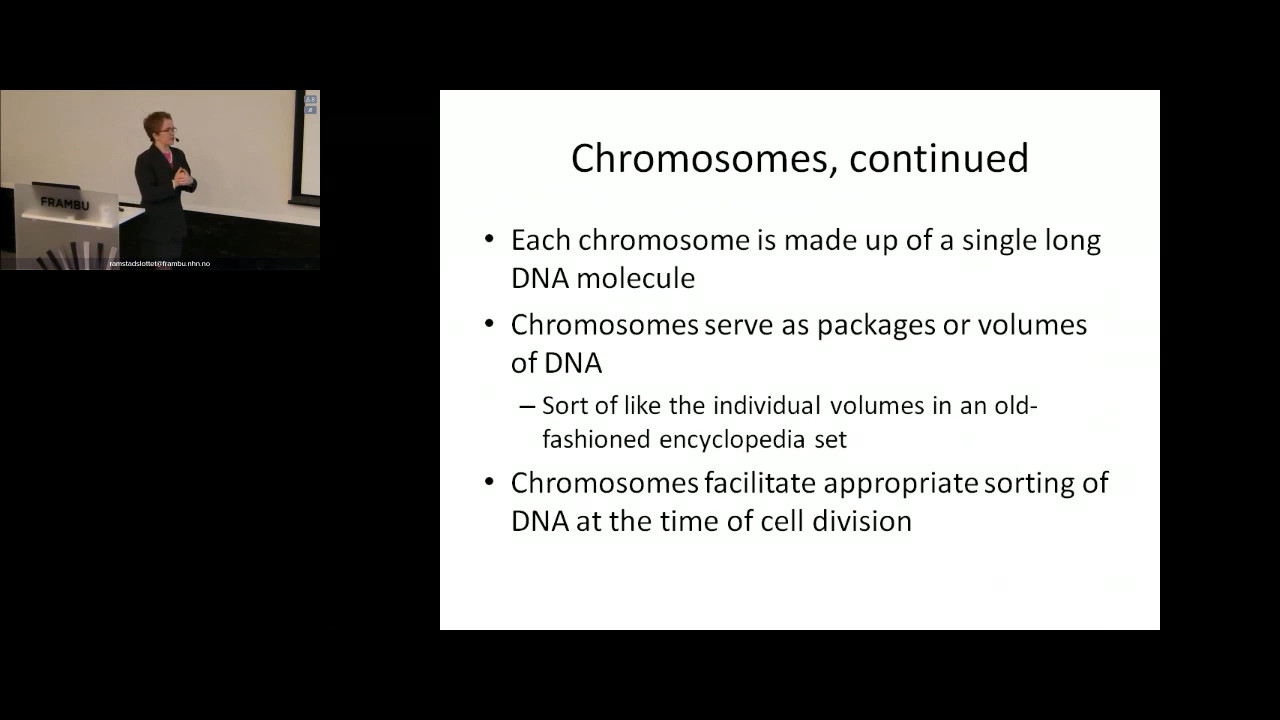 FRAMBU
ramstadslottet@frambu.nhn.no
Chromosomes, continued
• Each chromosome is made up of a single long
DNA molecule
• Chromosomes serve as packages or volumes
of DNA
– Sort of like the individual volumes in an old-
fashioned encyclopedia set
• Chromosomes facilitate appropriate sorting of
DNA at the time of cell division